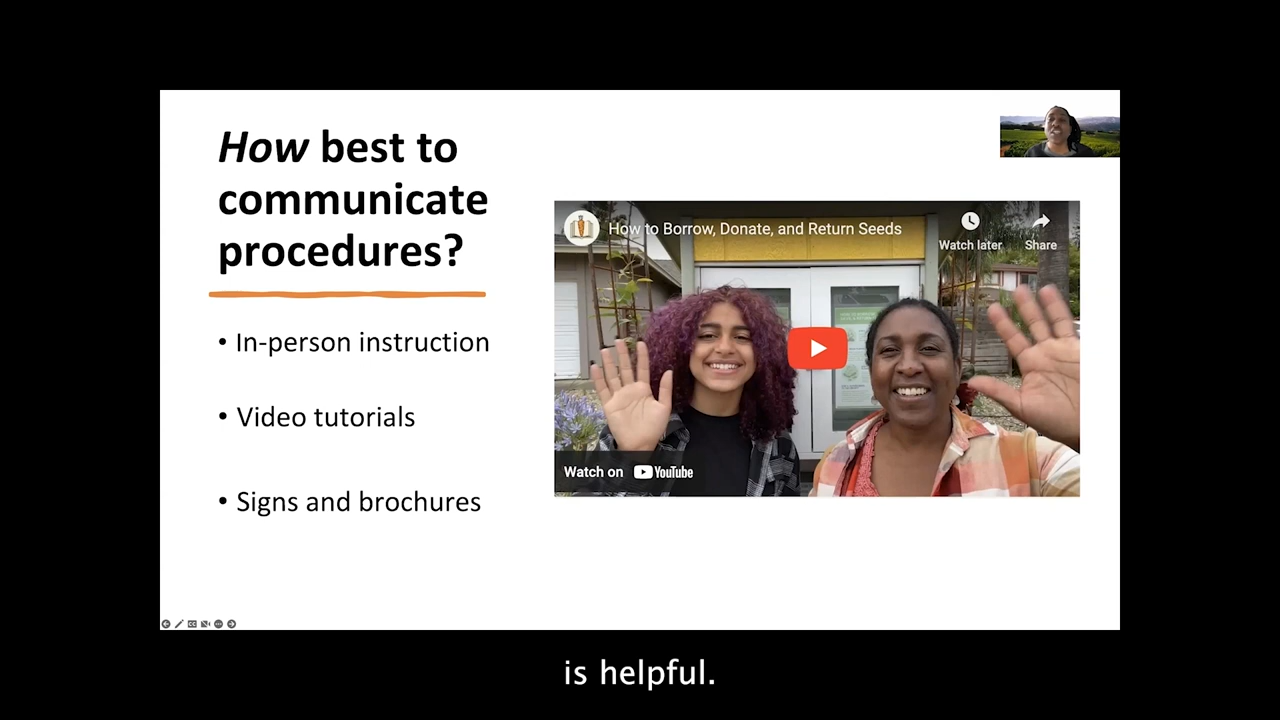 How best to
communicate
procedures?
• In-person instruction
• Video tutorials
• Signs and brochures
How to Borrow, Donate, and Return Seeds
Watch later
Share
Watch on YouTube
is helpful.